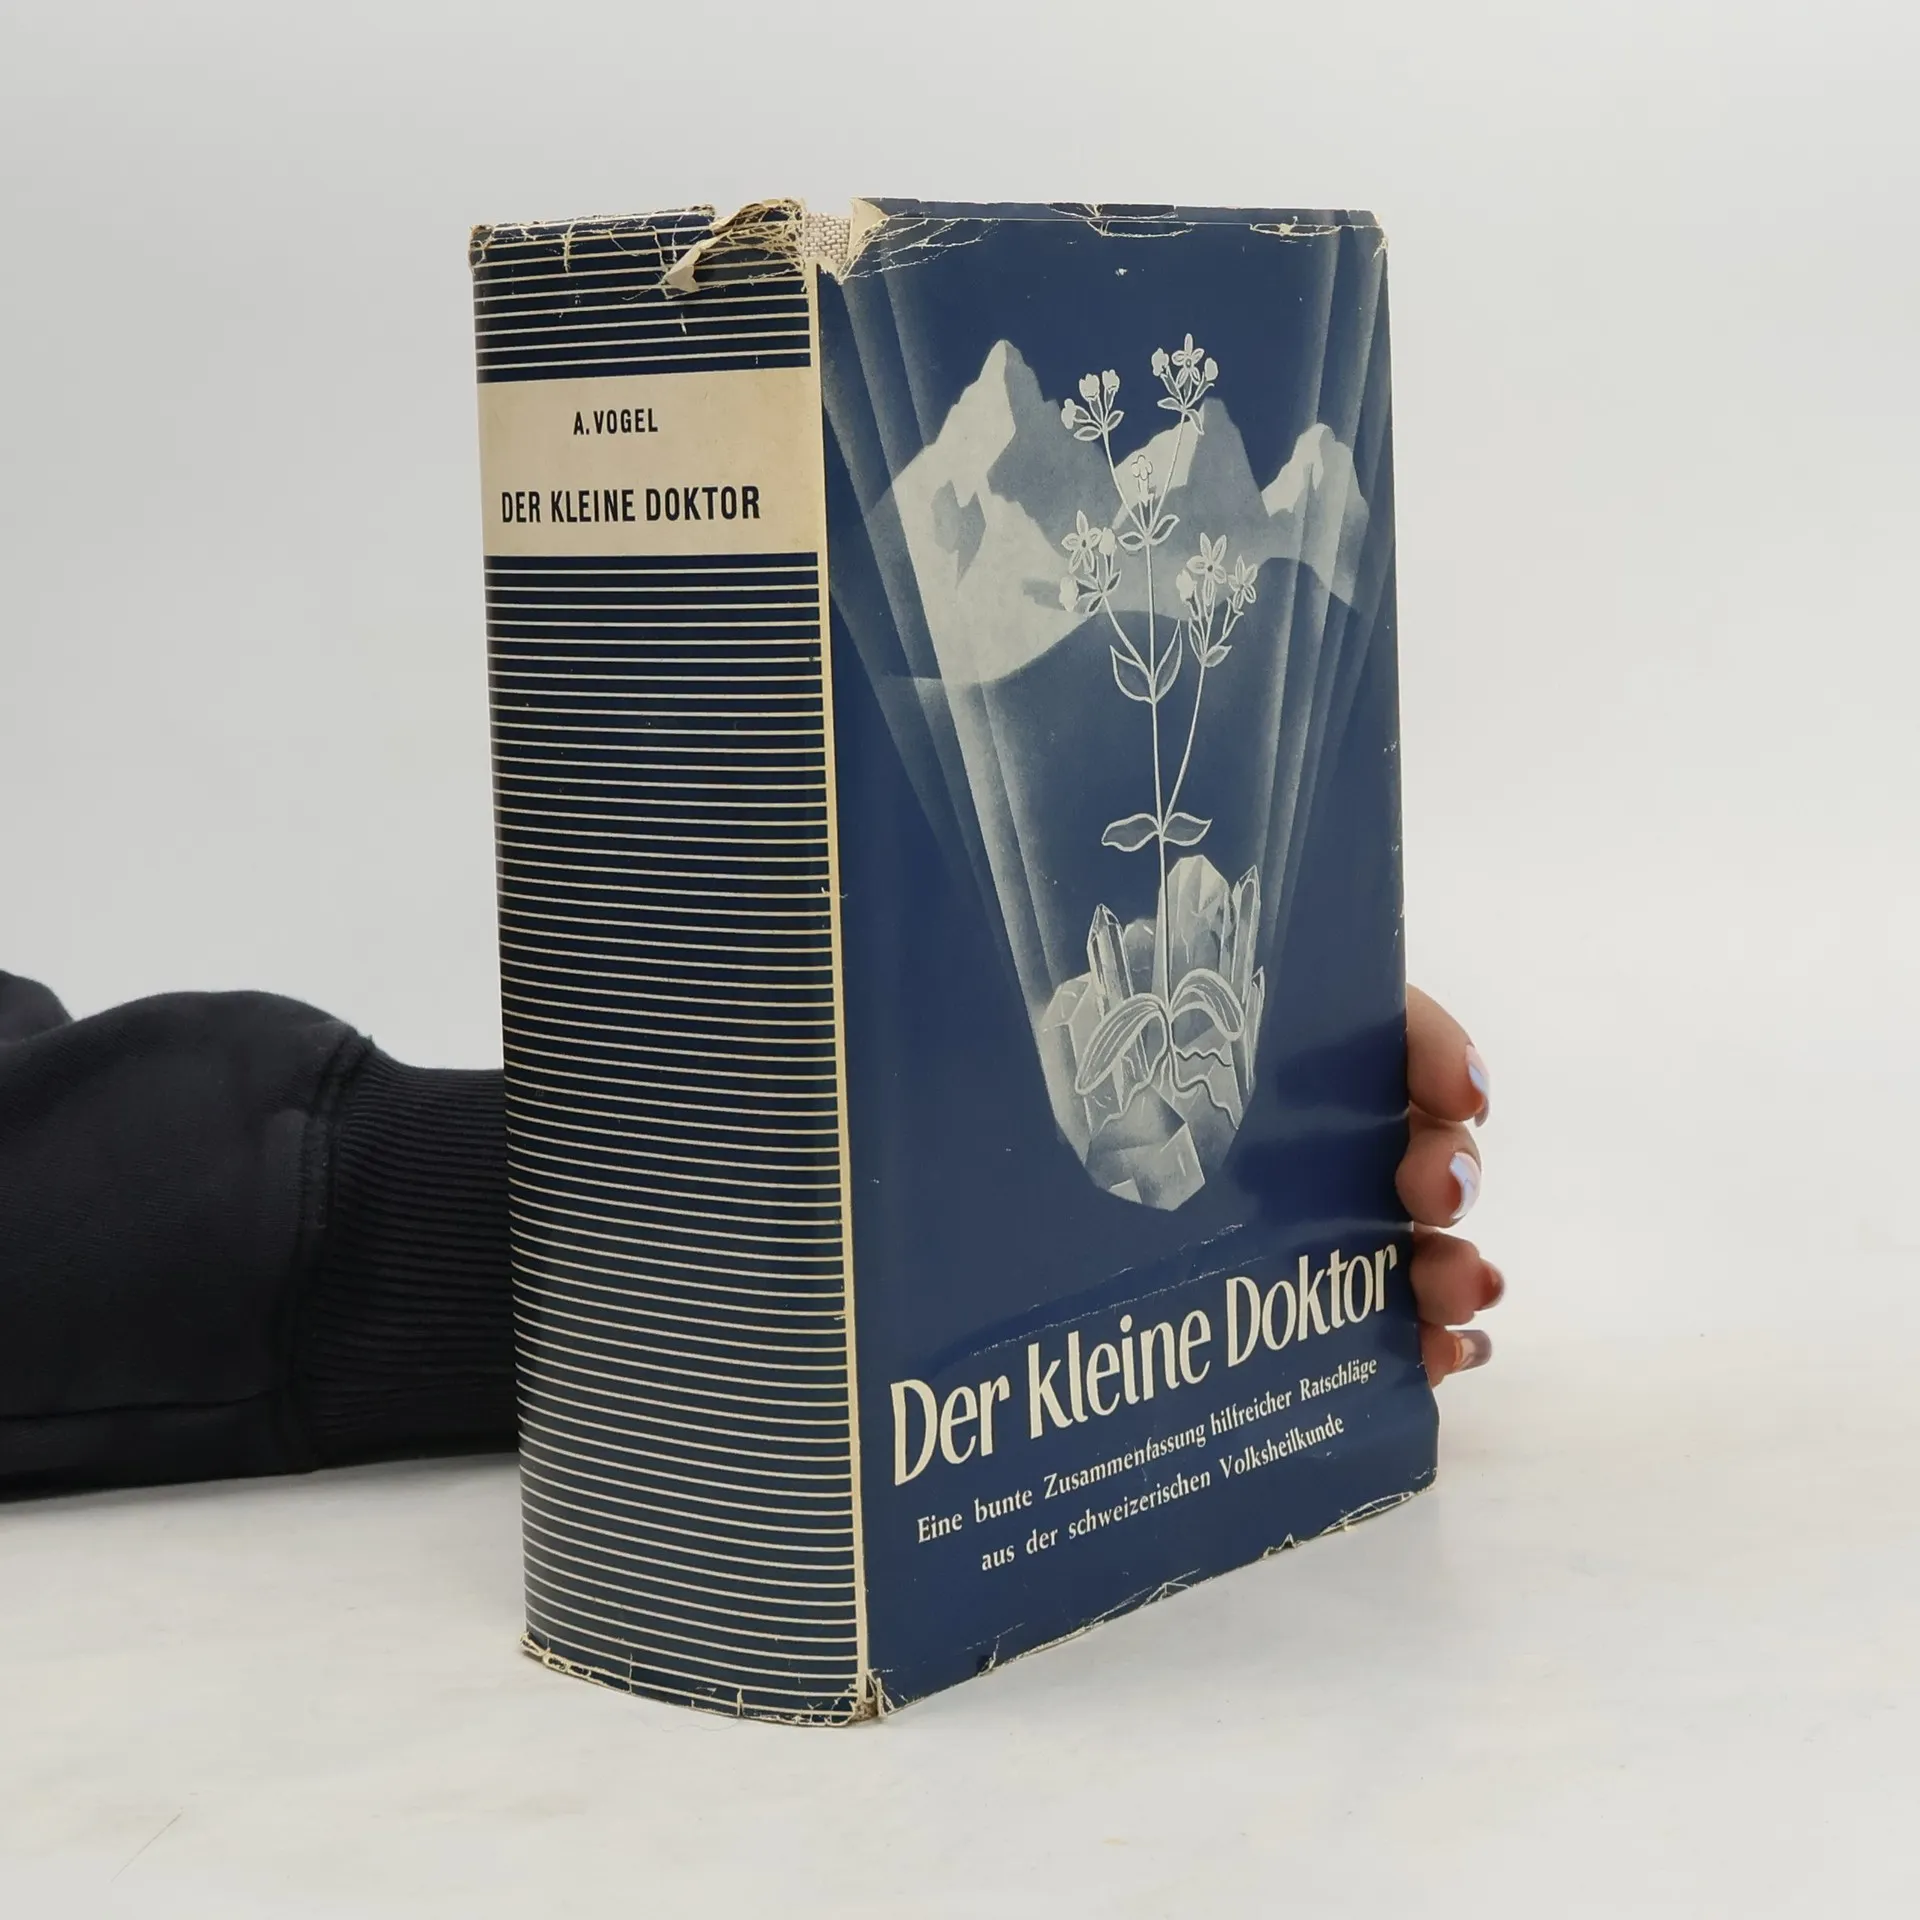 A. VOGEL
DER KLEINE DOKTOR
Der kleine Doktor
Eine bunte Zusammenfassung hilfreicher Ratschläge
aus der schweizerischen Volksheilkunde